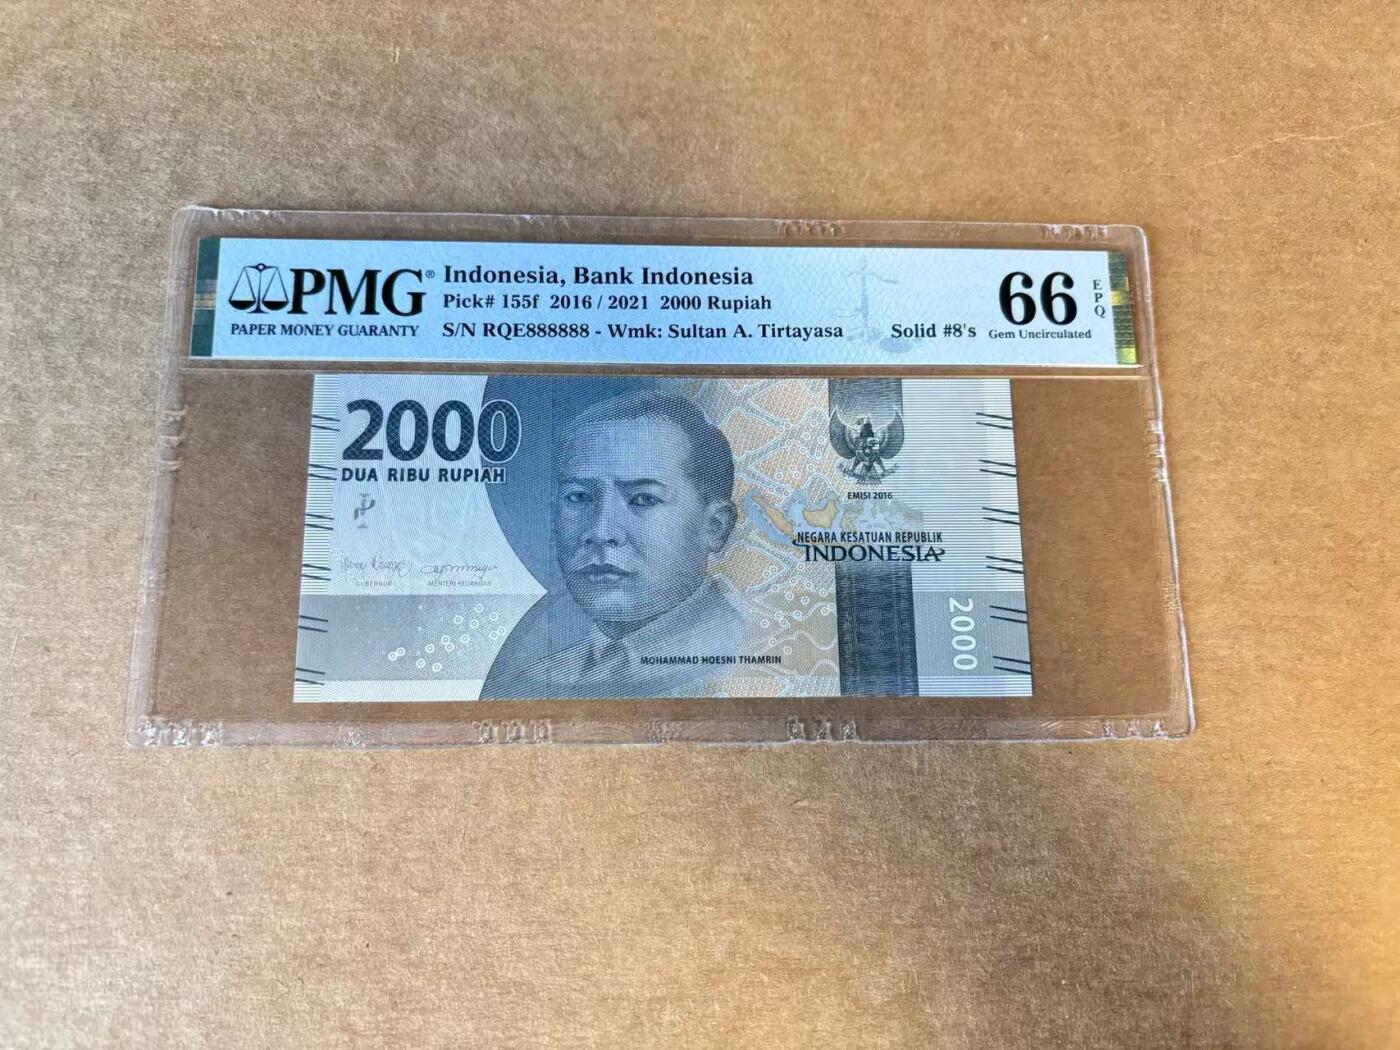 PMG®
PAPER MONEY GUARANTY
Indonesia, Bank Indonesia
Pick# 155f 2016 / 2021 2000 Rupiah
S/N RQE888888 - Wmk: Sultan A. Tirtayasa
Solid #8's
66
EPQ
Gem Uncirculated
2000
DUA RIBU RUPIAH
GUBERNUR
MENTERI KEUANGAN
EMISI 2016
NEGARA KESATUAN REPUBLIK
INDONESIA
MOHAMMAD HOESNI THAMRIN
2000